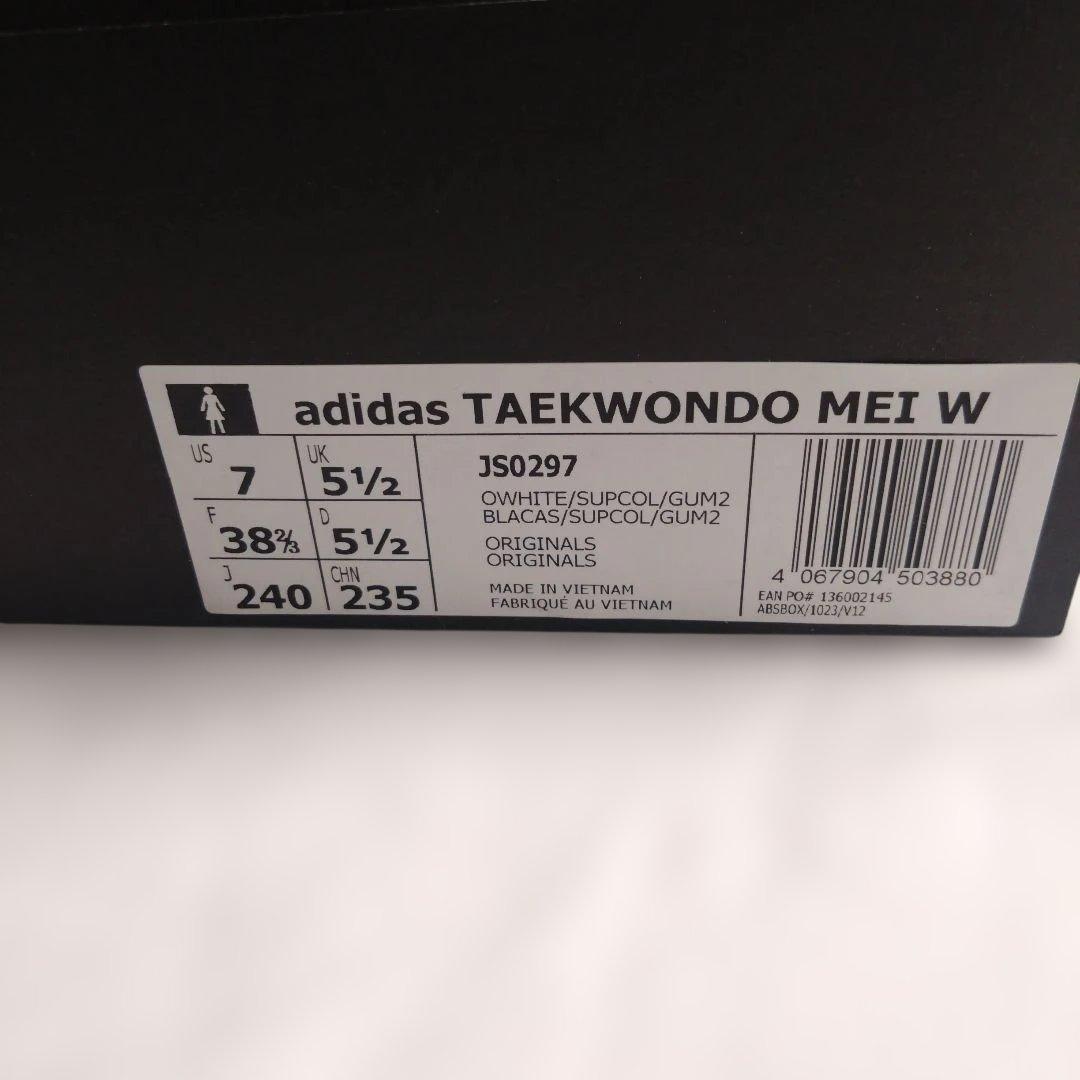 adidas TAEKWONDO MEI W
US 7 UK 5½
F 38⅔ D 5½
J 240 CHN 235
JS0297
OWHITE/SUPCOL/GUM2
BLACAS/SUPCOL/GUM2
ORIGINALS
ORIGINALS
MADE IN VIETNAM
FABRIQUÉ AU VIETNAM
4 067904 503880
EAN PO# 136002145
ABSBOX/1023/V12